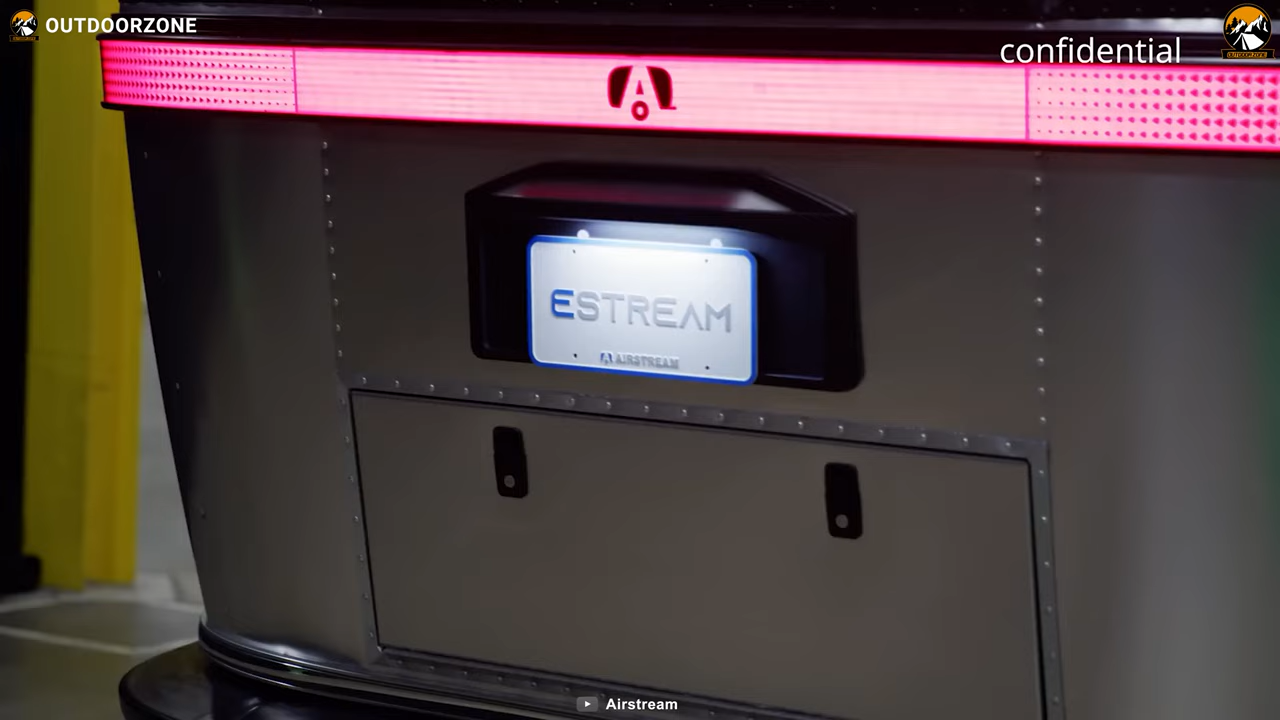 OUTDOORZONE
confidential
A
ESTREAM
AIRSTREAM
Airstream